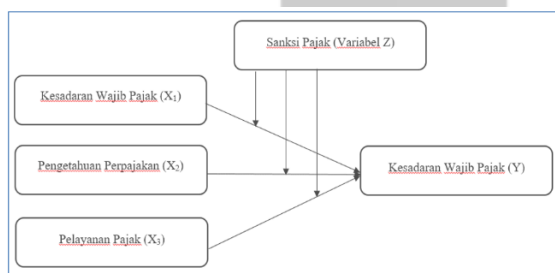 Sanksi Pajak (Variabel Z)
Kesadaran Wajib Pajak (X₁)
Pengetahuan Perpajakan (X₂)
Kesadaran Wajib Pajak (Y)
Pelayanan Pajak (X₃)